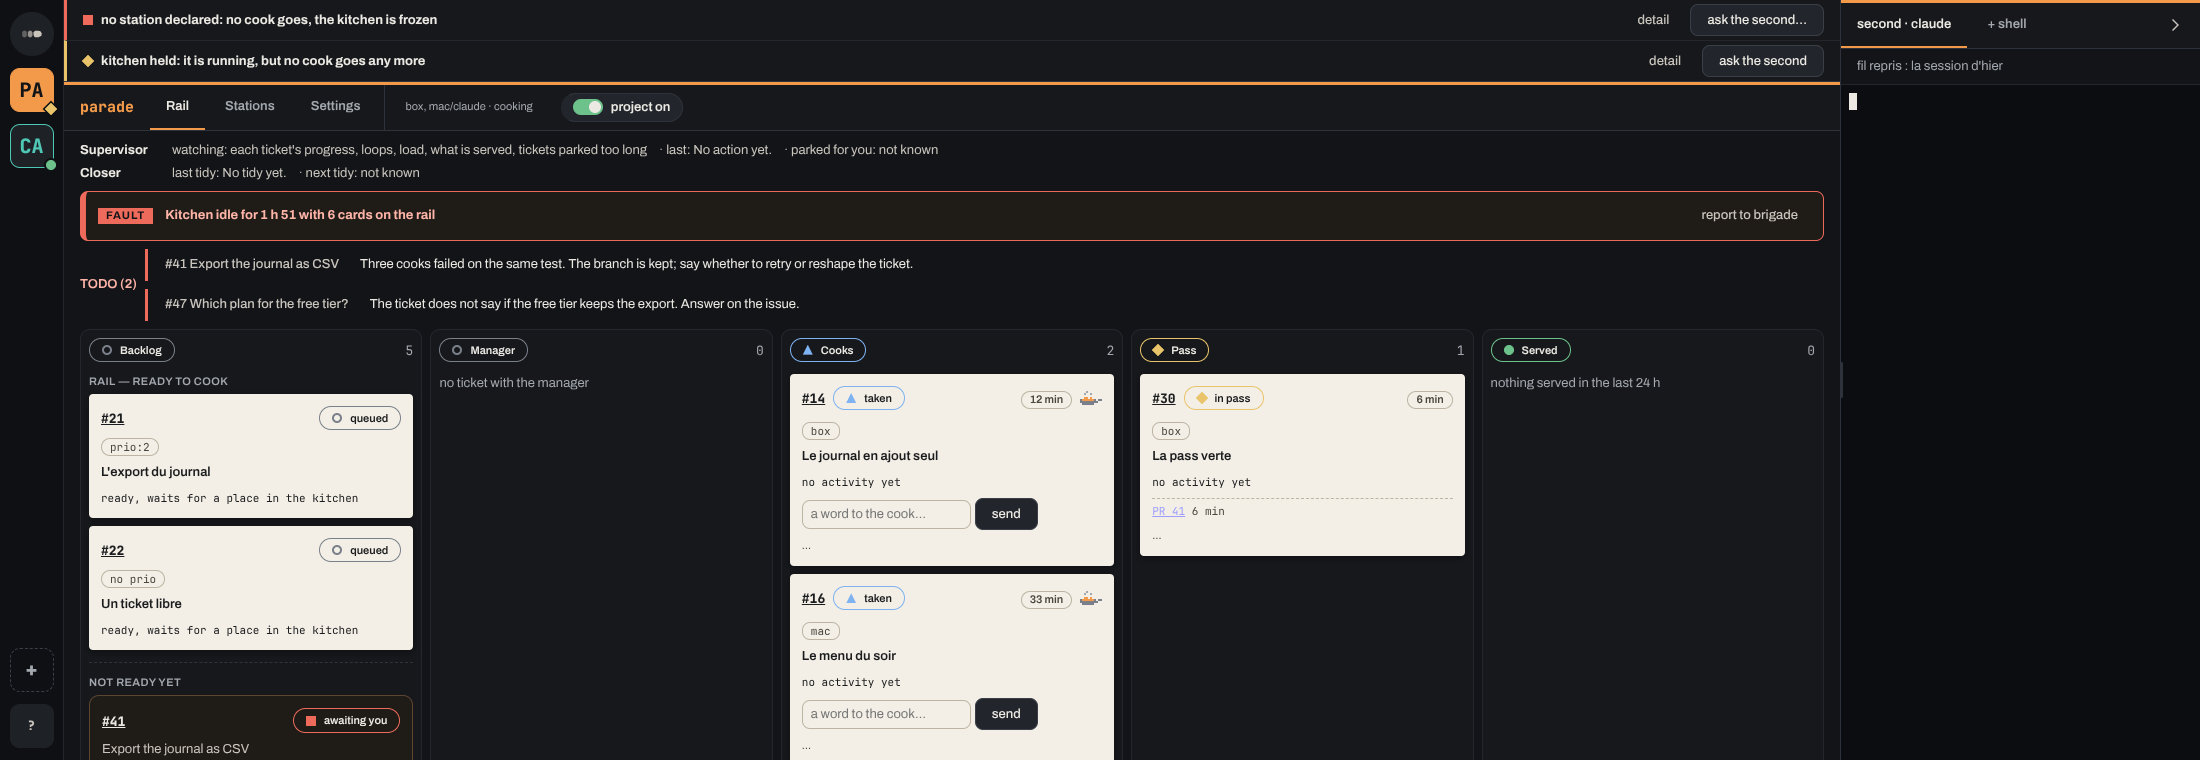 no station declared: no cook goes, the kitchen is frozen
detail
ask the second...
kitchen held: it is running, but no cook goes any more
detail
ask the second
PA
CA
+
?
parade
Rail
Stations
Settings
box, mac/claude · cooking
project on
Supervisor
watching: each ticket's progress, loops, load, what is served, tickets parked too long · last: No action yet. · parked for you: not known
Closer
last tidy: No tidy yet. · next tidy: not known
FAULT
Kitchen idle for 1 h 51 with 6 cards on the rail
report to brigade
TODO (2)
#41 Export the journal as CSV
Three cooks failed on the same test. The branch is kept; say whether to retry or reshape the ticket.
#47 Which plan for the free tier?
The ticket does not say if the free tier keeps the export. Answer on the issue.
Backlog
5
RAIL — READY TO COOK
#21
queued
prio:2
L'export du journal
ready, waits for a place in the kitchen
#22
queued
no prio
Un ticket libre
ready, waits for a place in the kitchen
NOT READY YET
#41
awaiting you
Export the journal as CSV
Manager
0
no ticket with the manager
Cooks
2
#14
taken
12 min
box
Le journal en ajout seul
no activity yet
a word to the cook...
send
...
#16
taken
33 min
mac
Le menu du soir
no activity yet
a word to the cook...
send
...
Pass
1
#30
in pass
6 min
box
La pass verte
no activity yet
PR 41 6 min
...
Served
0
nothing served in the last 24 h
second · claude
+ shell
fil repris : la session d'hier